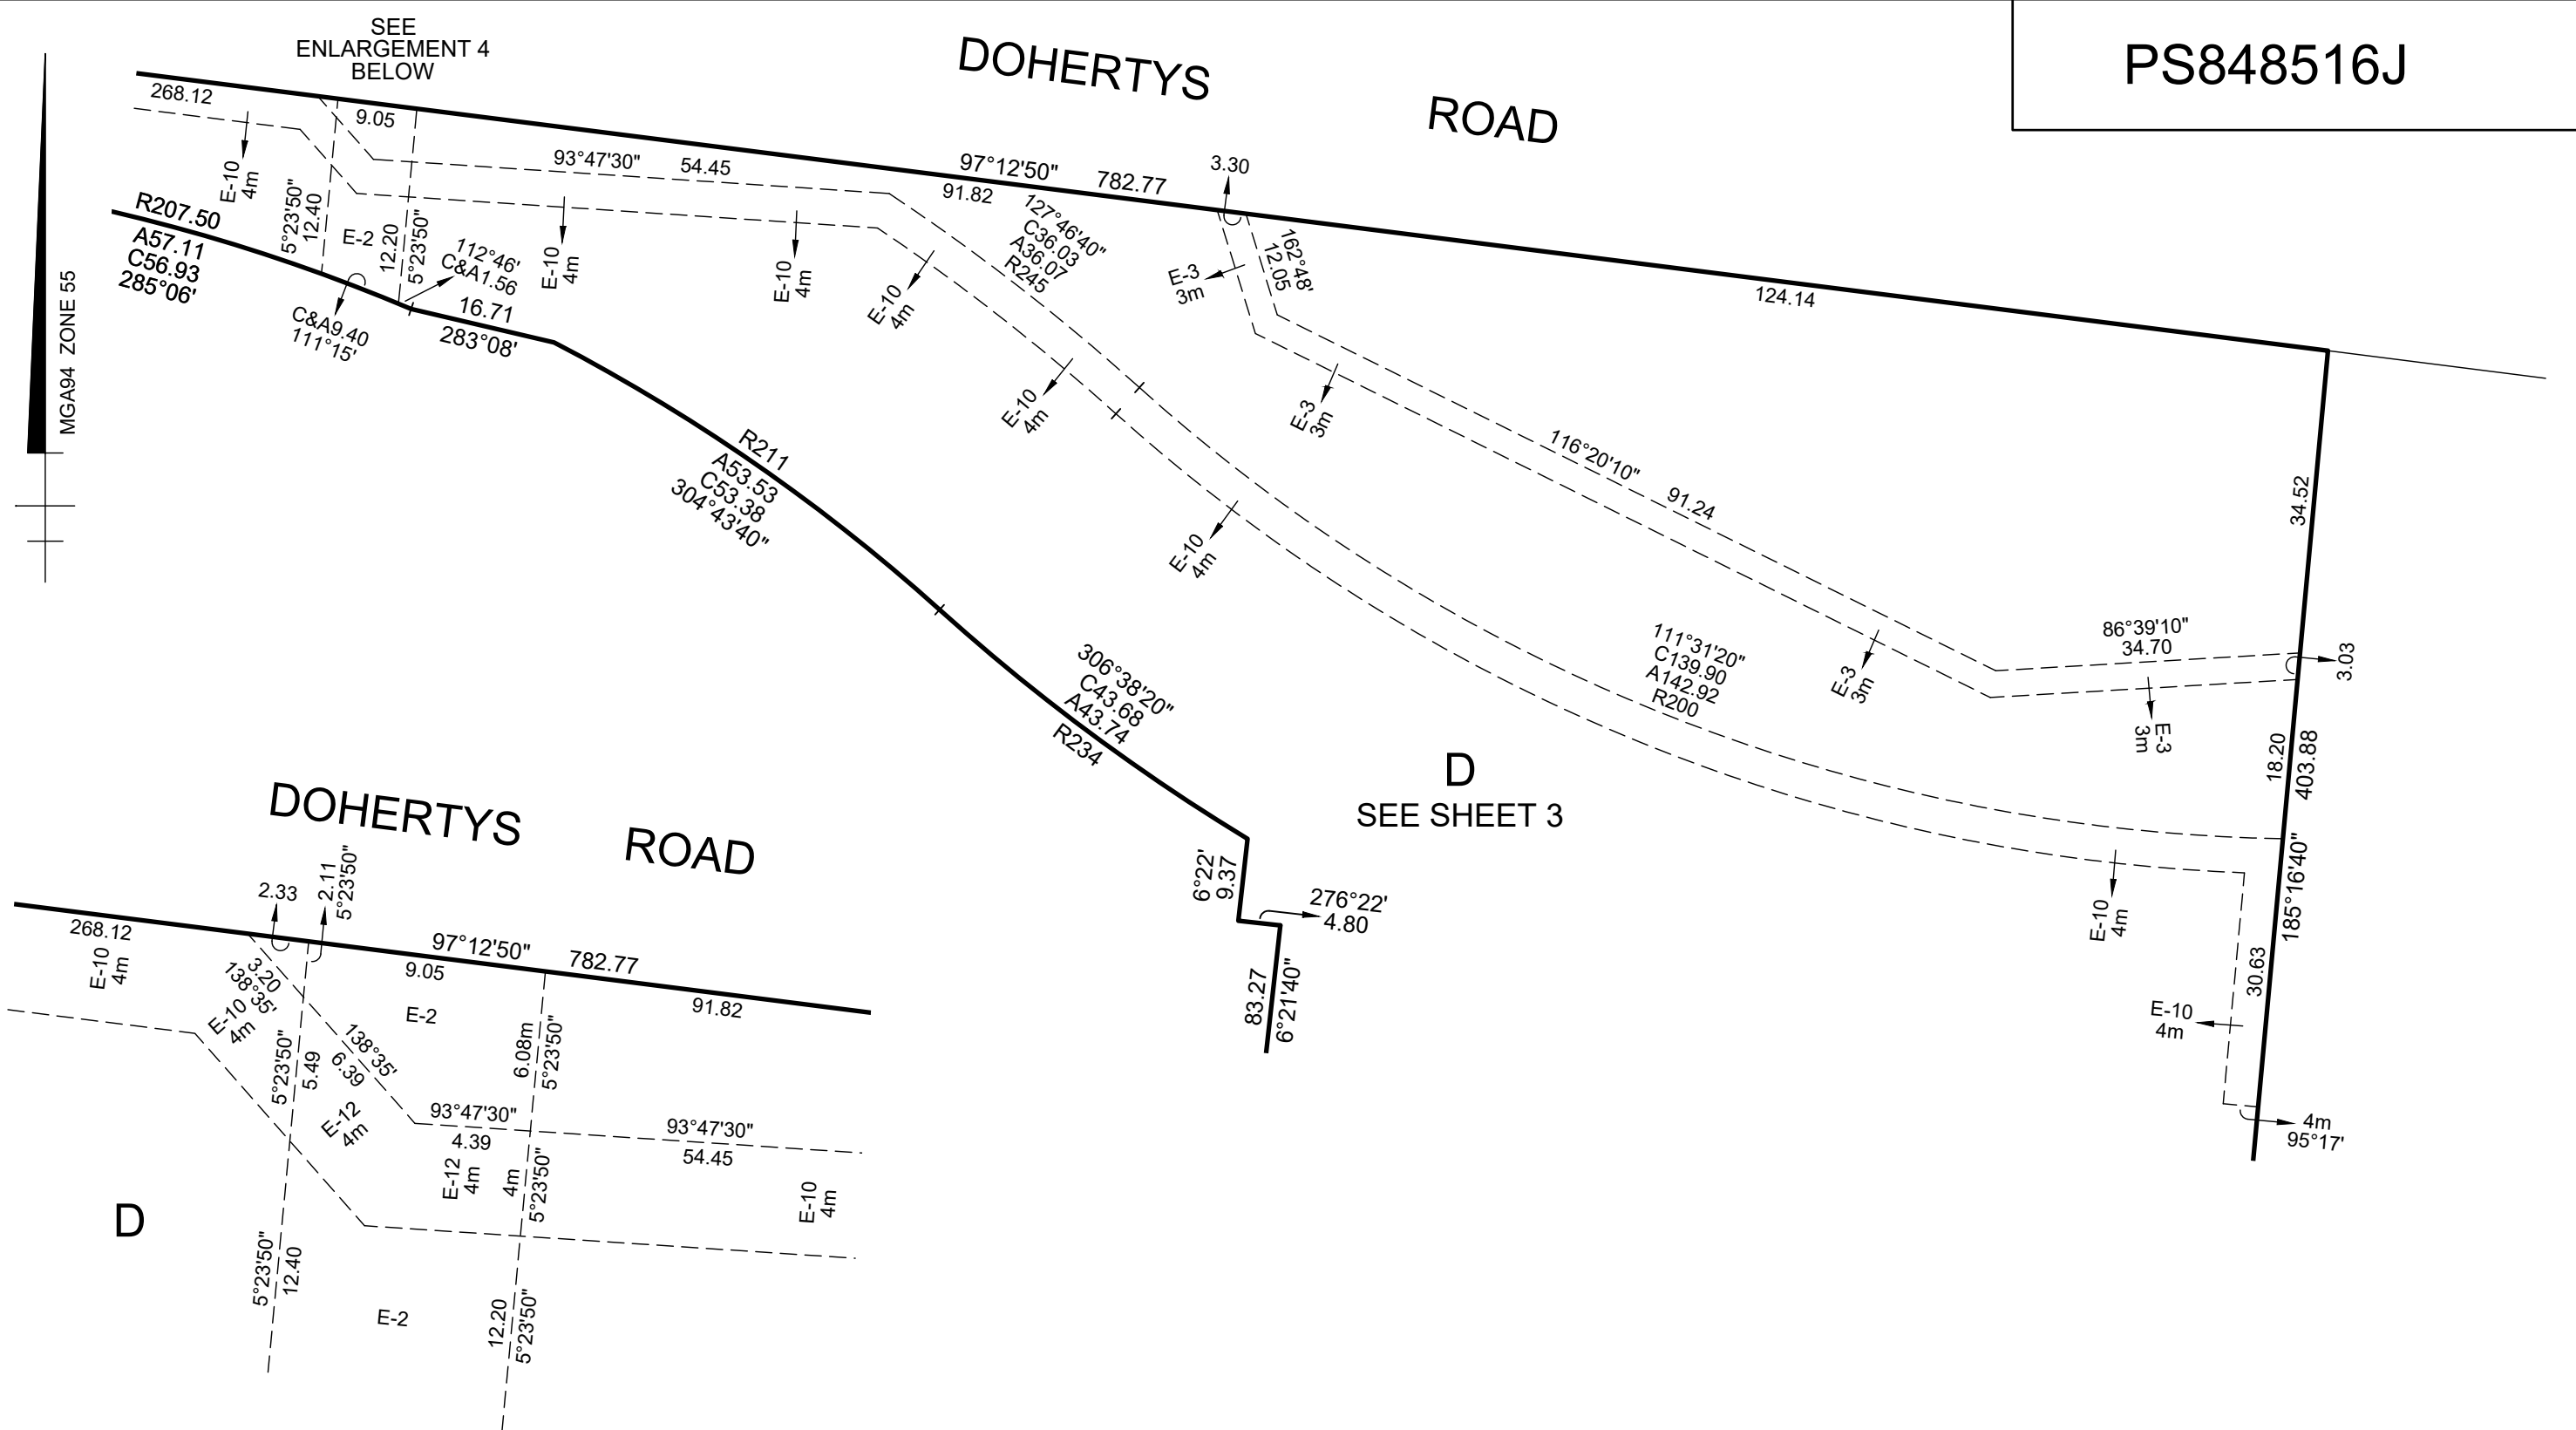 PS848516J
SEE
ENLARGEMENT 4
BELOW
DOHERTYS ROAD
MGA94 ZONE 55
268.12
9.05
E-10
4m
5°23'50"
12.40
E-2
12.20
5°23'50"
93°47'30" 54.45
97°12'50" 782.77
91.82
3.30
R207.50
A57.11
C56.93
285°06'
112°46'
C&A1.56
C&A9.40
111°15'
16.71
283°08'
E-10
4m
E-10
4m
E-10
4m
127°46'40"
C36.03
A36.07
R245
E-3
3m
162°48'
12.05
124.14
E-10
4m
E-3
3m
R211
A53.53
C53.38
304°43'40"
116°20'10" 91.24
34.52
E-10
4m
306°38'20"
C43.68
A43.74
R234
111°31'20"
C139.90
A142.92
R200
E-3
3m
86°39'10"
34.70
3.03
E-3
3m
18.20
403.88
185°16'40"
D
SEE SHEET 3
6°22'
9.37
276°22'
4.80
83.27
6°21'40"
E-10
4m
30.63
E-10
4m
4m
95°17'
DOHERTYS ROAD
2.33
2.11
5°23'50"
268.12
97°12'50" 782.77
9.05
91.82
E-10
4m
3.20
138°35'
E-10
4m
E-2
5°23'50"
5.49
138°35'
6.39
6.08m
5°23'50"
E-12
4m
93°47'30"
4.39
93°47'30"
54.45
E-12
4m
4m
5°23'50"
E-10
4m
D
5°23'50"
12.40
E-2
12.20
5°23'50"